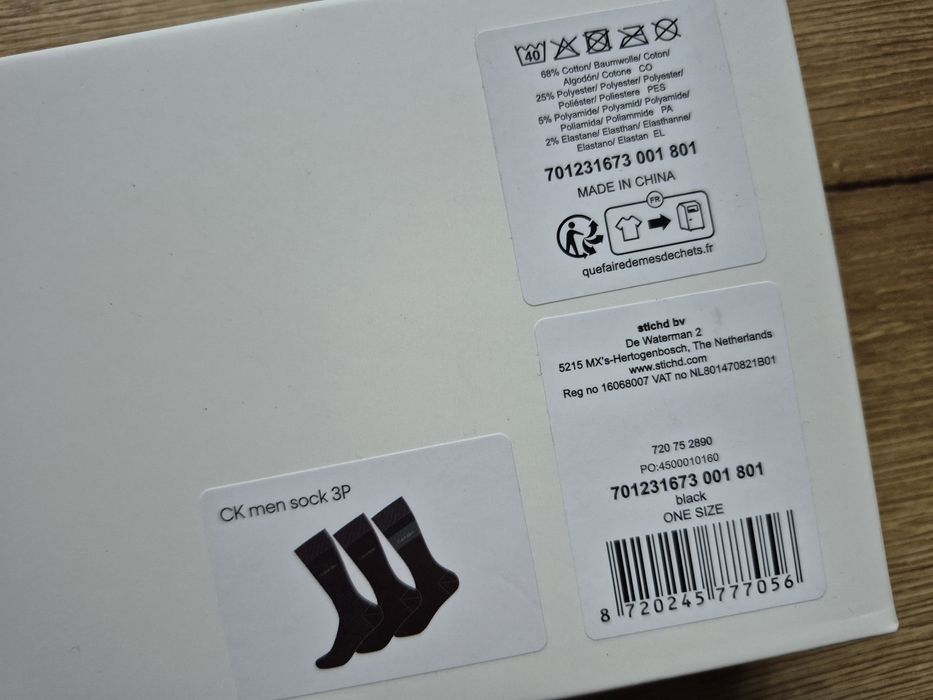 40
68% Cotton/ Baumwolle/ Coton/
Algodón/ Cotone CO
25% Polyester/ Polyester/ Polyester/
Poliéster/ Poliestere PES
5% Polyamide/ Polyamid/ Polyamide/
Poliamida/ Poliammide PA
2% Elastane/ Elasthan/ Elasthanne/
Elastano/ Elastan EL
701231673 001 801
MADE IN CHINA
FR
quefairedemesdechets.fr
stichd bv
De Waterman 2
5215 MX's-Hertogenbosch, The Netherlands
www.stichd.com
Reg no 16068007 VAT no NL801470821B01
720 75 2890
PO:4500010160
701231673 001 801
black
ONE SIZE
8 720245 777056
CK men sock 3P